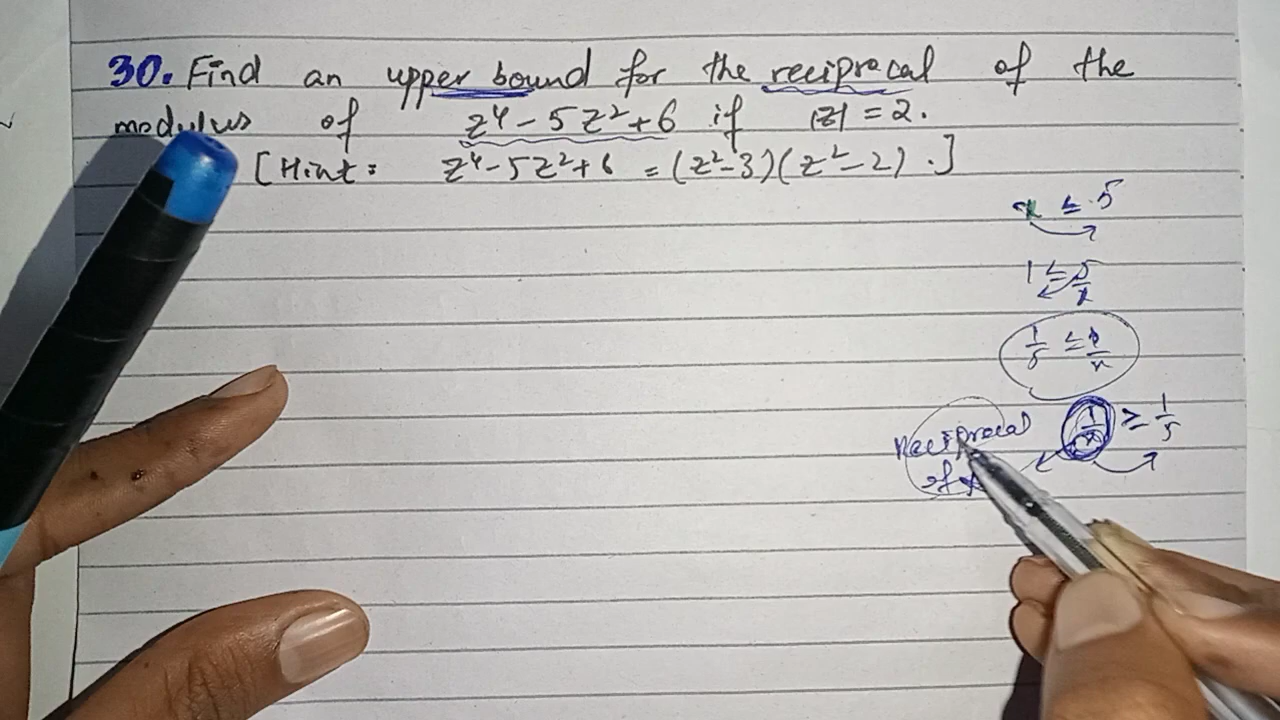 30. Find an upper bound for the reciprocal of the
modulus of z⁴ - 5z² + 6 if |z| = 2.
[Hint: z⁴ - 5z² + 6 = (z² - 3)(z² - 2).]
x ≤ 5
1 ≤ 5/x
1/5 ≤ 1/x
Reciprocal 1/x ≥ 1/5
of x